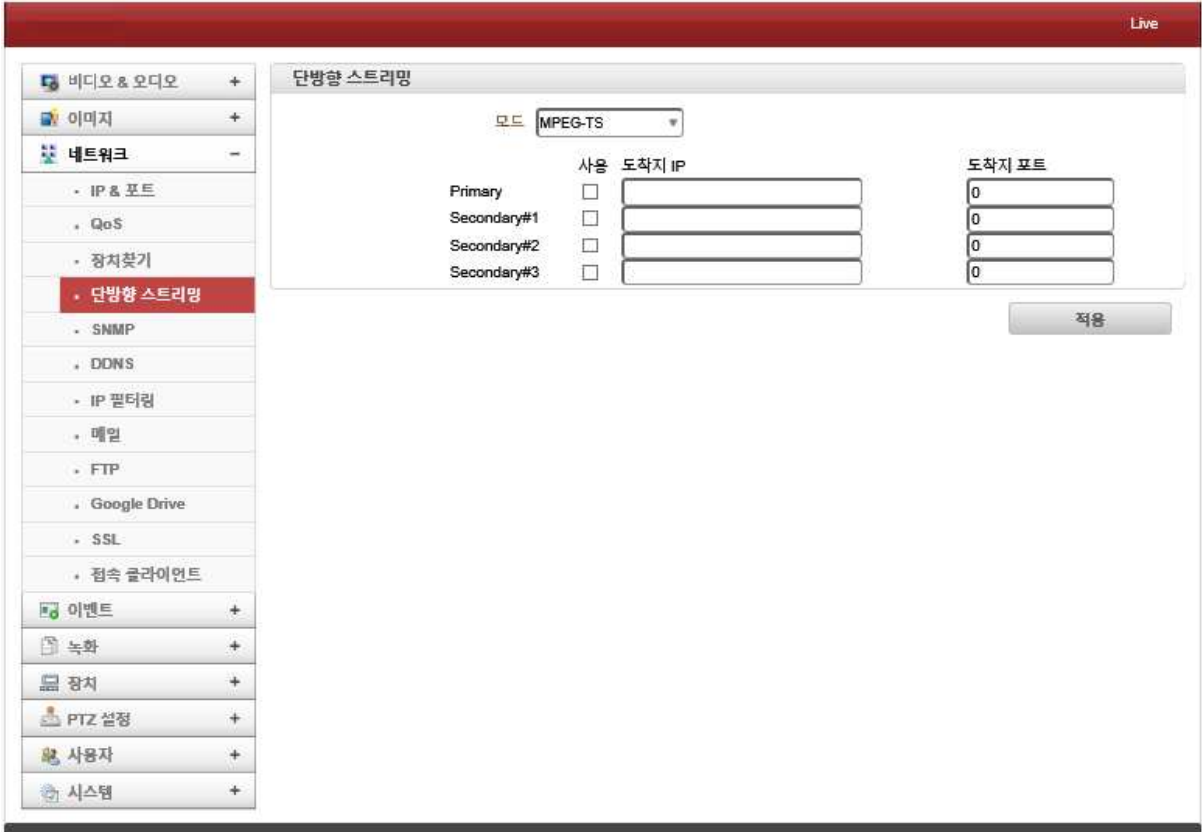 Live
비디오 & 오디오 +
이미지 +
네트워크 -
IP & 포트
QoS
장치찾기
단방향 스트리밍
SNMP
DDNS
IP 필터링
메일
FTP
Google Drive
SSL
접속 클라이언트
이벤트 +
녹화 +
장치 +
PTZ 설정 +
사용자 +
시스템 +
단방향 스트리밍
모드 MPEG-TS
사용 도착지 IP 도착지 포트
Primary 0
Secondary#1 0
Secondary#2 0
Secondary#3 0
적용